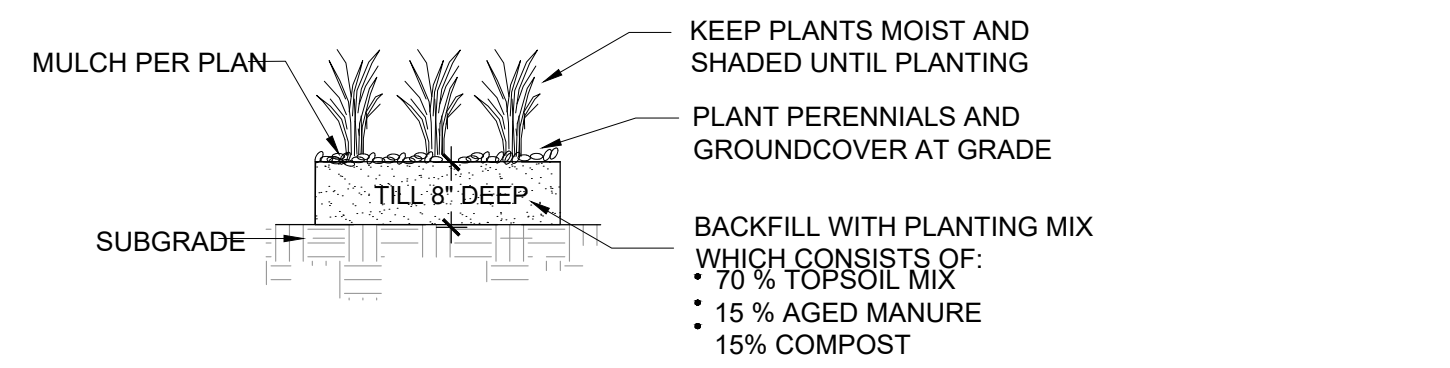 KEEP PLANTS MOIST AND
SHADED UNTIL PLANTING
MULCH PER PLAN
PLANT PERENNIALS AND
GROUNDCOVER AT GRADE
TILL 8" DEEP
SUBGRADE
BACKFILL WITH PLANTING MIX
WHICH CONSISTS OF:
• 70 % TOPSOIL MIX
• 15 % AGED MANURE
• 15% COMPOST